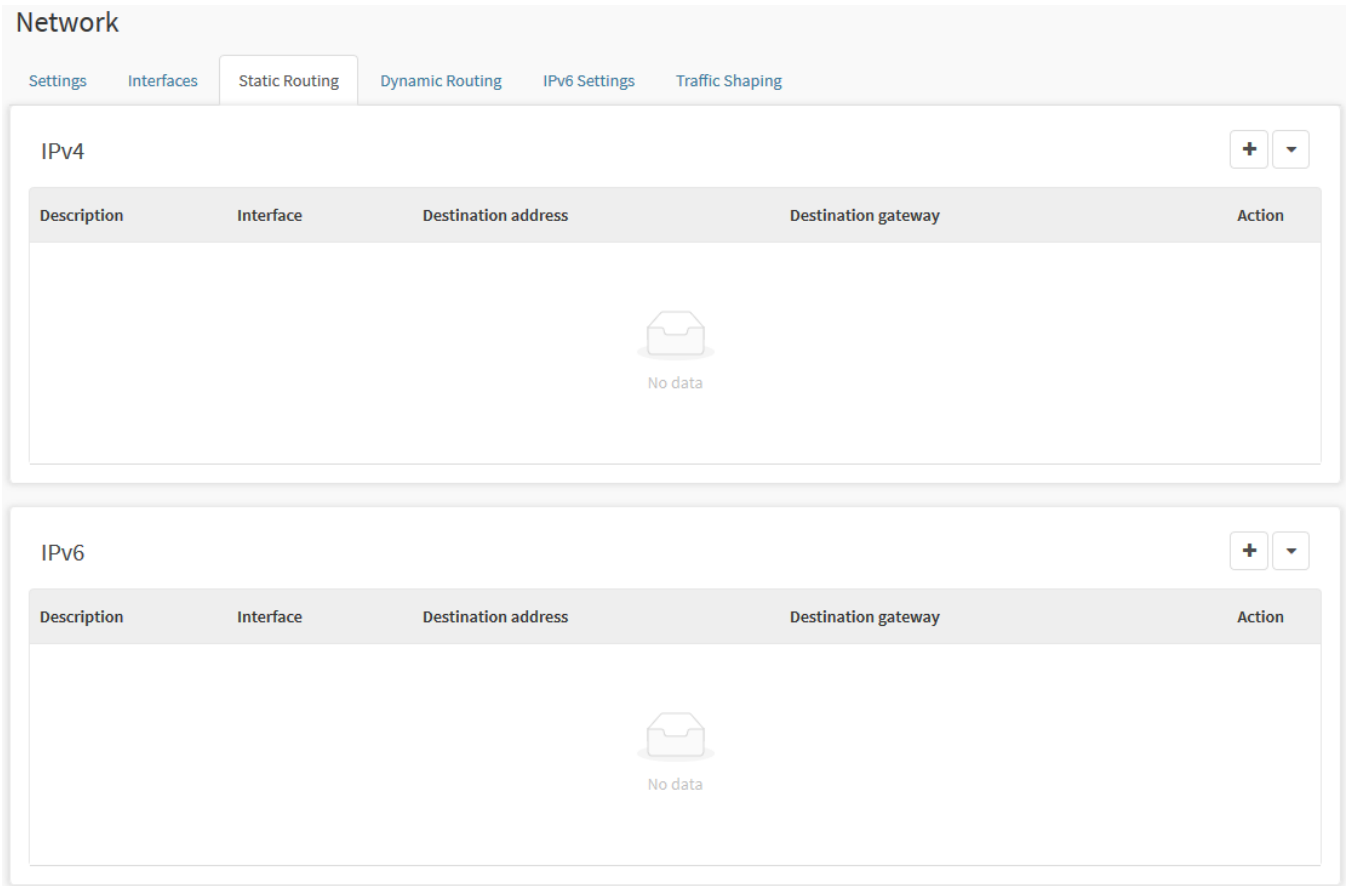 Network
Settings Interfaces Static Routing Dynamic Routing IPv6 Settings Traffic Shaping
IPv4
Description Interface Destination address Destination gateway Action
No data
IPv6
Description Interface Destination address Destination gateway Action
No data